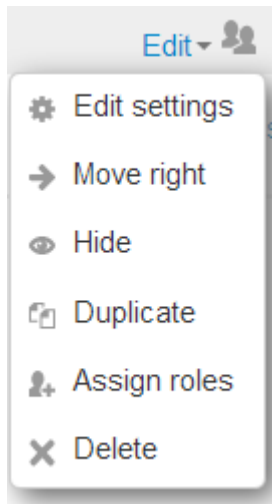 Edit
Edit settings
Move right
Hide
Duplicate
Assign roles
Delete